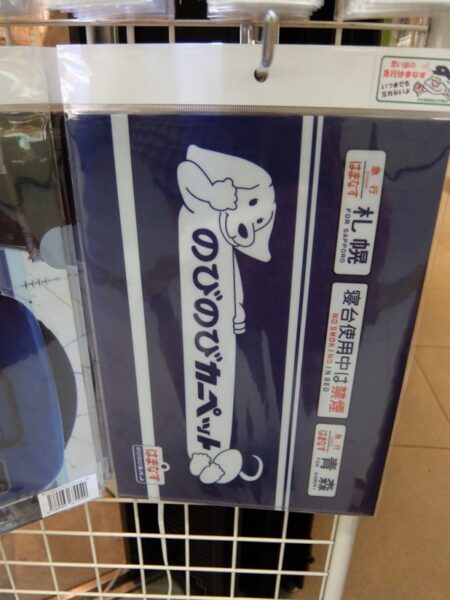 急行
はまなす
札幌
FOR SAPPORO
寝台使用中は禁煙
NO SMOKING IN BED
急行
はまなす
青森
のびのびカーペット
はまなす